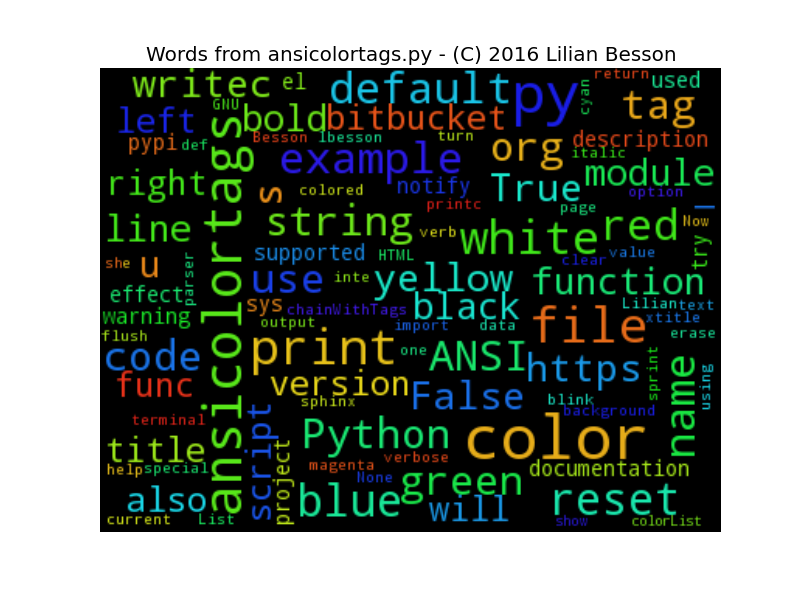 Words from ansicolortags.py - (C) 2016 Lilian Besson
writec el default py cyan return used
left GNU bold bitbucket tag
pypi def Besson lbesson turn org description
example italic module
right s colored notify True option
printc page
line string verb white red Now l
she u parser supported HTML clear value try
effect use inte yellow function
warning sys chainWithTags black Lilian text
flush output import data file xtitle
code print one ANSI https erase
func version sprint name using
sphinx False blink
terminal script Python color background
title project verbose
help special magenta documentation
None green
also blue will reset
current List show colorList
ansicolortags